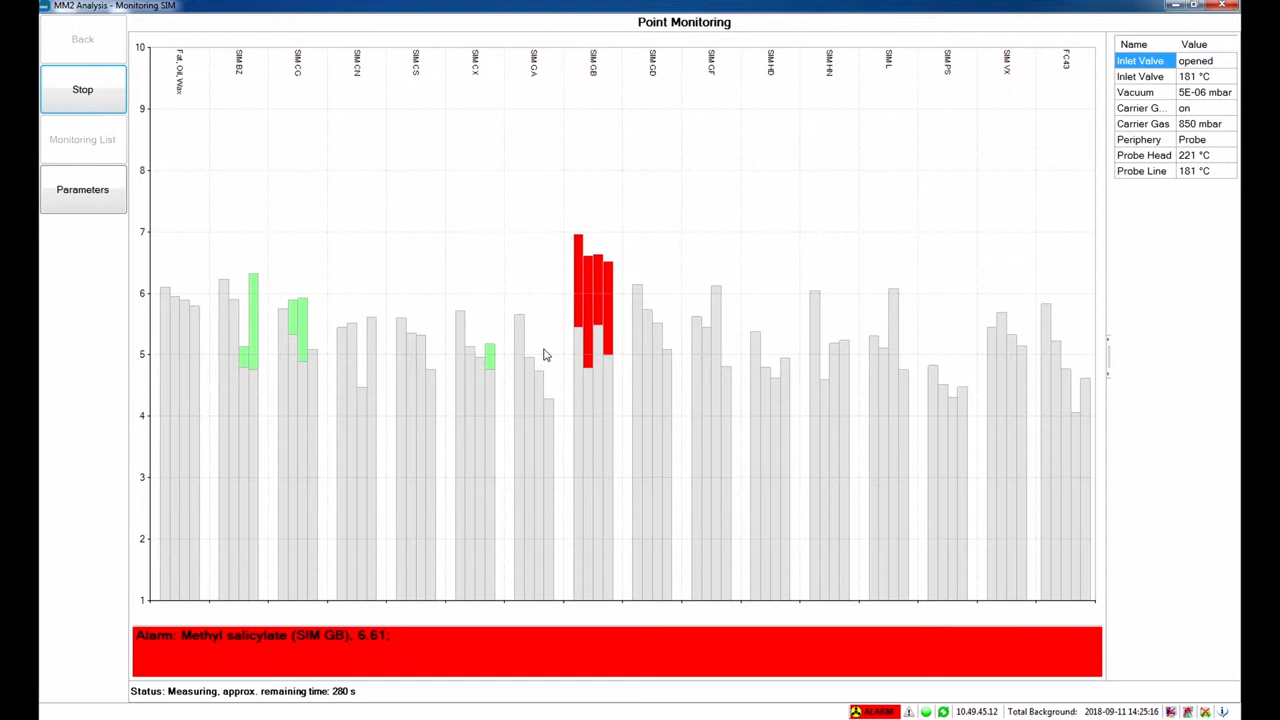 MM2 Analysis - Monitoring SIM
Point Monitoring
Back
Stop
Monitoring List
Parameters
10
9
8
7
6
5
4
3
2
1
Fat, Oil, Wax
SIM BZ
SIM CG
SIM CN
SIM CS
SIM CX
SIM GA
SIM GB
SIM GD
SIM GF
SIM HD
SIM HN
SIM L
SIM PS
SIM VX
FC43
Name Value
Inlet Valve opened
Inlet Valve 181 °C
Vacuum 5E-06 mbar
Carrier G... on
Carrier Gas 850 mbar
Periphery Probe
Probe Head 221 °C
Probe Line 181 °C
Alarm: Methyl salicylate (SIM GB), 6.61;
Status: Measuring, approx. remaining time: 280 s
ALARM 10.49.45.12 Total Background: 2018-09-11 14:25:16